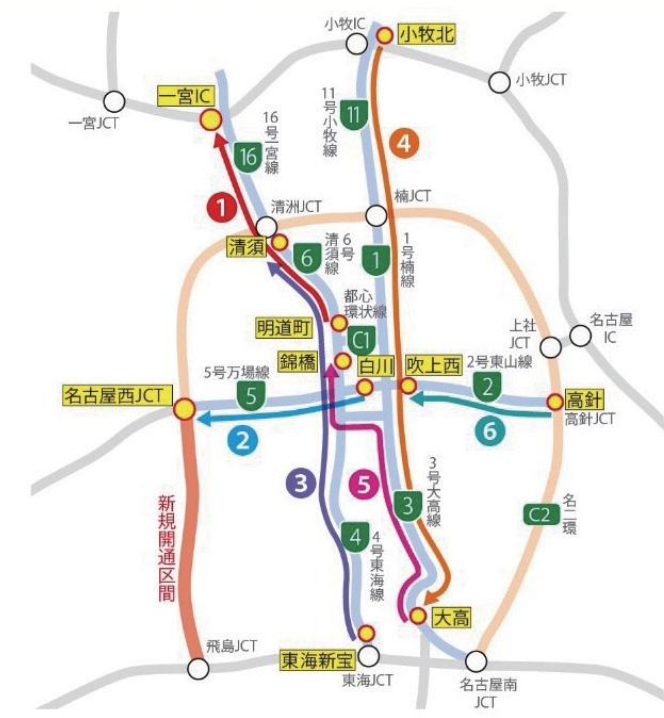 小牧IC
小牧北
小牧JCT
一宮IC
一宮JCT
11号小牧線
11
4
16号一宮線
16
1
清洲JCT
楠JCT
清須
6
6号
清須線
1
1号楠線
都心
環状線
明道町
C1
錦橋
白川
吹上西
2号東山線
上社
JCT
名古屋
IC
5号万場線
名古屋西JCT
5
2
2
高針
高針JCT
6
3
5
3号大高線
3
C2
名二環
新規開通区間
4
4号東海線
大高
飛島JCT
東海新宝
東海JCT
名古屋南
JCT